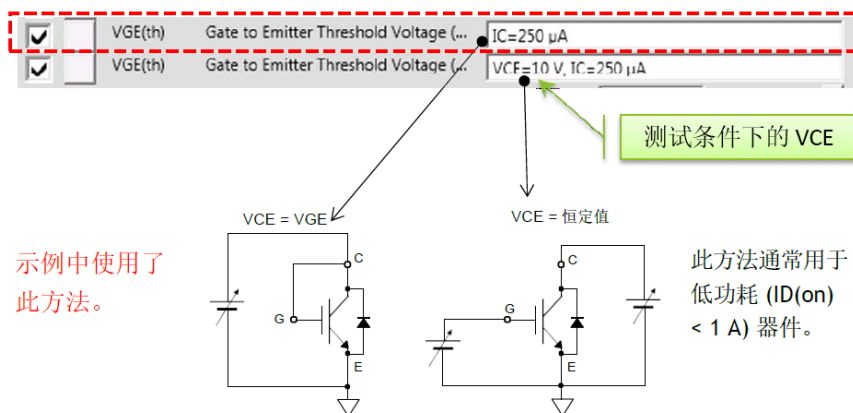 VGE(th) Gate to Emitter Threshold Voltage (... IC=250 µA
VGE(th) Gate to Emitter Threshold Voltage (... VCE=10 V, IC=250 µA
测试条件下的 VCE
VCE = VGE
VCE = 恒定值
示例中使用了
此方法。
C
G
E
C
G
E
此方法通常用于
低功耗 (ID(on)
< 1 A) 器件。